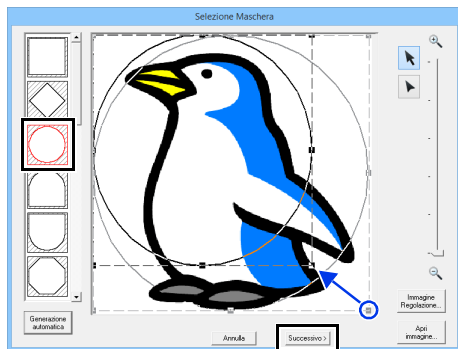 Selezione Maschera
Generazione
automatica
Annulla
Successivo >
Immagine
Regolazione...
Apri
immagine...